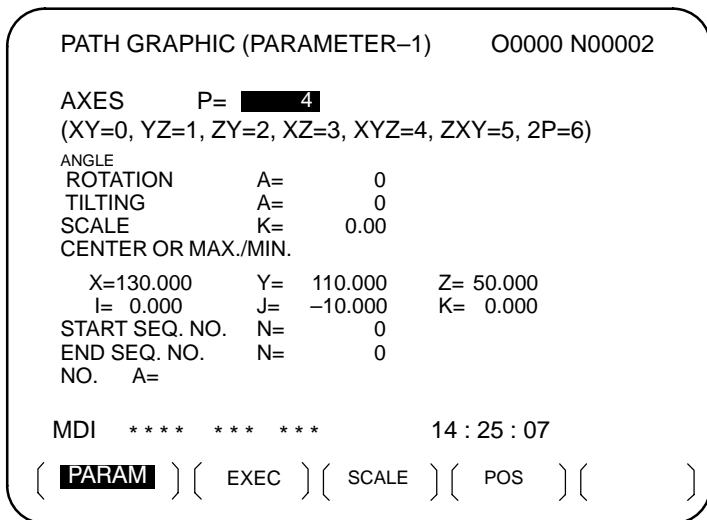 PATH GRAPHIC (PARAMETER–1) O0000 N00002
AXES P= 4
(XY=0, YZ=1, ZY=2, XZ=3, XYZ=4, ZXY=5, 2P=6)
ANGLE
ROTATION A= 0
TILTING A= 0
SCALE K= 0.00
CENTER OR MAX./MIN.
X=130.000 Y= 110.000 Z= 50.000
I= 0.000 J= –10.000 K= 0.000
START SEQ. NO. N= 0
END SEQ. NO. N= 0
NO. A=
MDI **** *** *** 14 : 25 : 07
( PARAM ) ( EXEC ) ( SCALE ) ( POS ) ( )